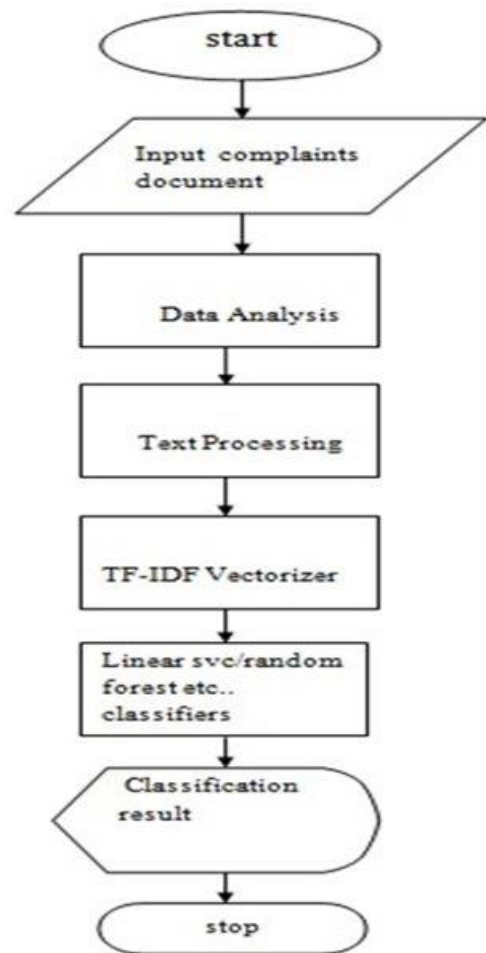 start
Input complaints
document
Data Analysis
Text Processing
TF-IDF Vectorizer
Linear svc/random
forest etc..
classifiers
Classification
result
stop